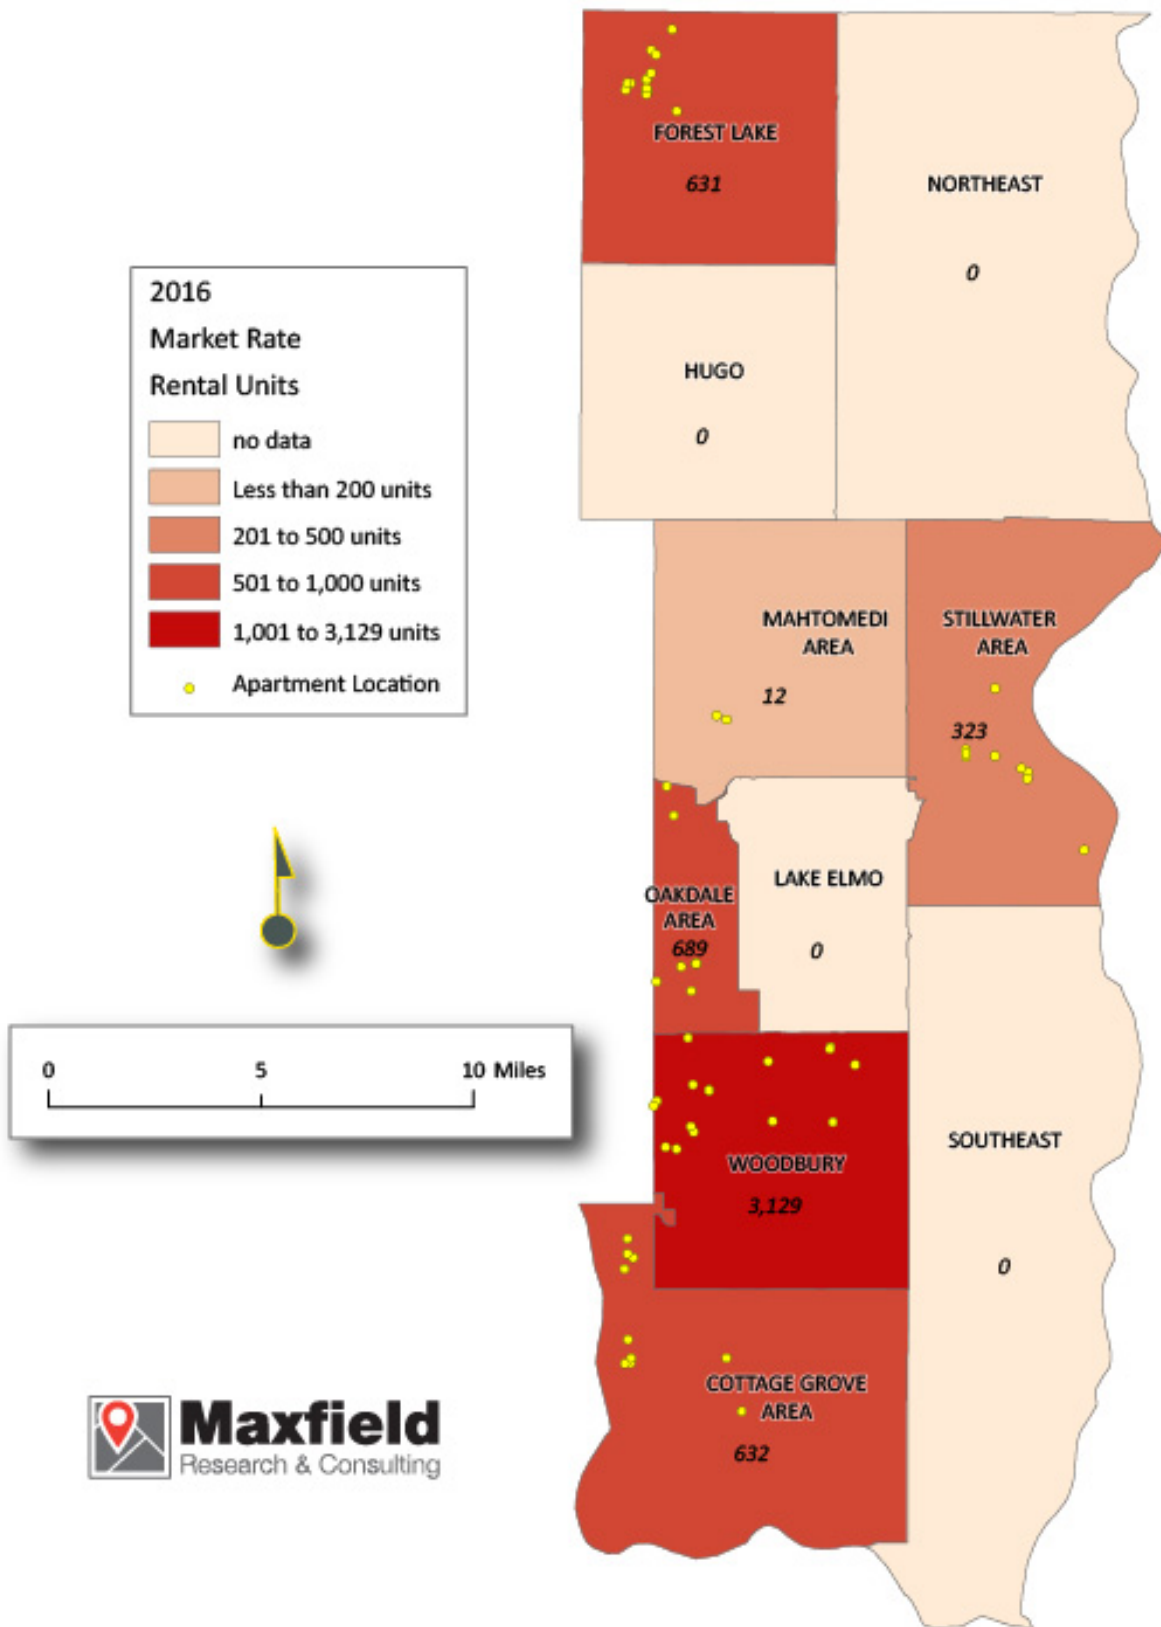 FOREST LAKE
631
NORTHEAST
0
2016
Market Rate
Rental Units
no data
Less than 200 units
201 to 500 units
501 to 1,000 units
1,001 to 3,129 units
Apartment Location
HUGO
0
MAHTOMEDI
AREA
12
STILLWATER
AREA
323
OAKDALE
AREA
689
LAKE ELMO
0
0 5 10 Miles
WOODBURY
3,129
SOUTHEAST
0
COTTAGE GROVE
AREA
632
Maxfield
Research & Consulting